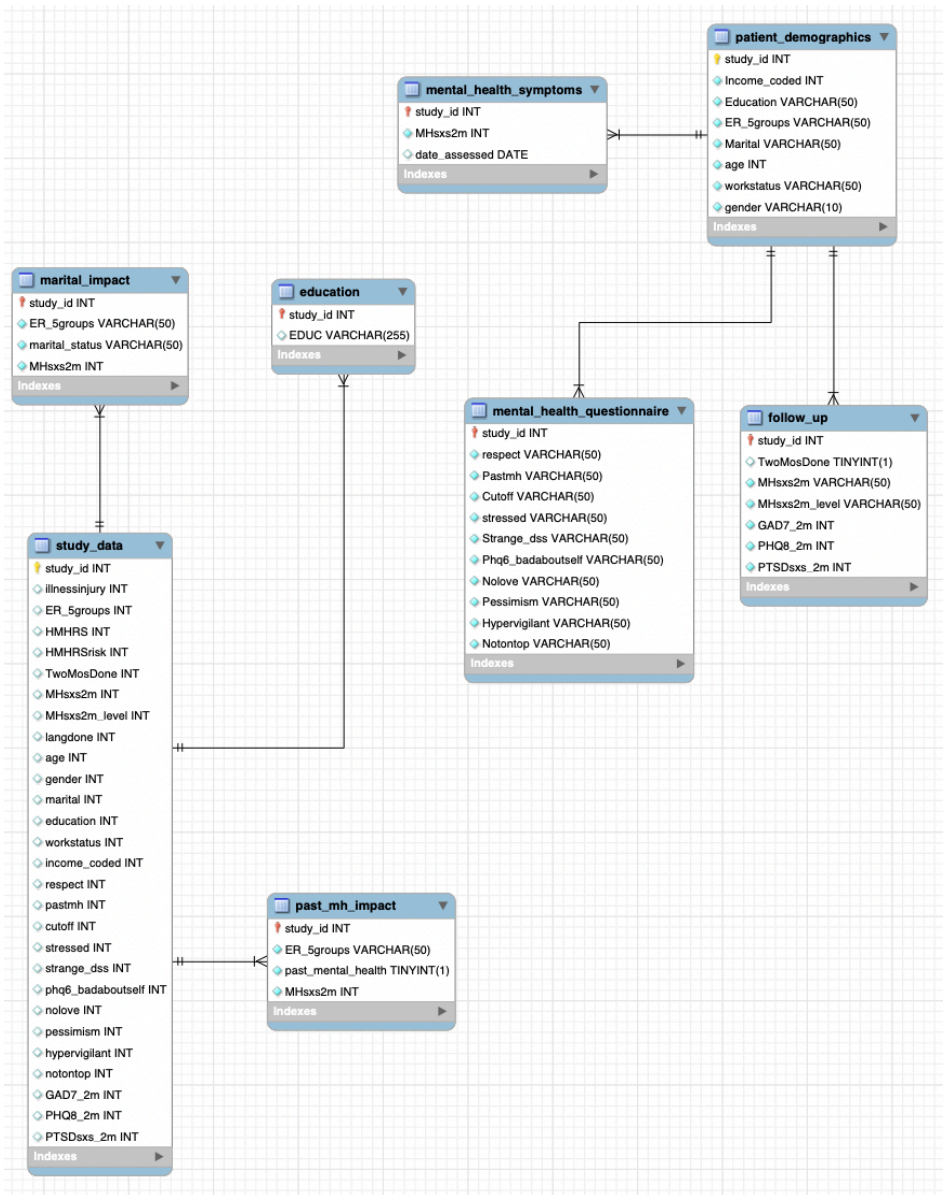 patient_demographics
study_id INT
Income_coded INT
Education VARCHAR(50)
ER_5groups VARCHAR(50)
Marital VARCHAR(50)
age INT
workstatus VARCHAR(50)
gender VARCHAR(10)
Indexes
mental_health_symptoms
study_id INT
MHsxs2m INT
date_assessed DATE
Indexes
marital_impact
study_id INT
ER_5groups VARCHAR(50)
marital_status VARCHAR(50)
MHsxs2m INT
Indexes
education
study_id INT
EDUC VARCHAR(255)
Indexes
mental_health_questionnaire
study_id INT
respect VARCHAR(50)
Pastmh VARCHAR(50)
Cutoff VARCHAR(50)
stressed VARCHAR(50)
Strange_dss VARCHAR(50)
Phq6_badaboutself VARCHAR(50)
Nolove VARCHAR(50)
Pessimism VARCHAR(50)
Hypervigilant VARCHAR(50)
Notontop VARCHAR(50)
Indexes
follow_up
study_id INT
TwoMosDone TINYINT(1)
MHsxs2m VARCHAR(50)
MHsxs2m_level VARCHAR(50)
GAD7_2m INT
PHQ8_2m INT
PTSDsxs_2m INT
Indexes
study_data
study_id INT
illnessinjury INT
ER_5groups INT
HMHRS INT
HMHRSrisk INT
TwoMosDone INT
MHsxs2m INT
MHsxs2m_level INT
langdone INT
age INT
gender INT
marital INT
education INT
workstatus INT
income_coded INT
respect INT
pastmh INT
cutoff INT
stressed INT
strange_dss INT
phq6_badaboutself INT
nolove INT
pessimism INT
hypervigilant INT
notontop INT
GAD7_2m INT
PHQ8_2m INT
PTSDsxs_2m INT
Indexes
past_mh_impact
study_id INT
ER_5groups VARCHAR(50)
past_mental_health TINYINT(1)
MHsxs2m INT
Indexes